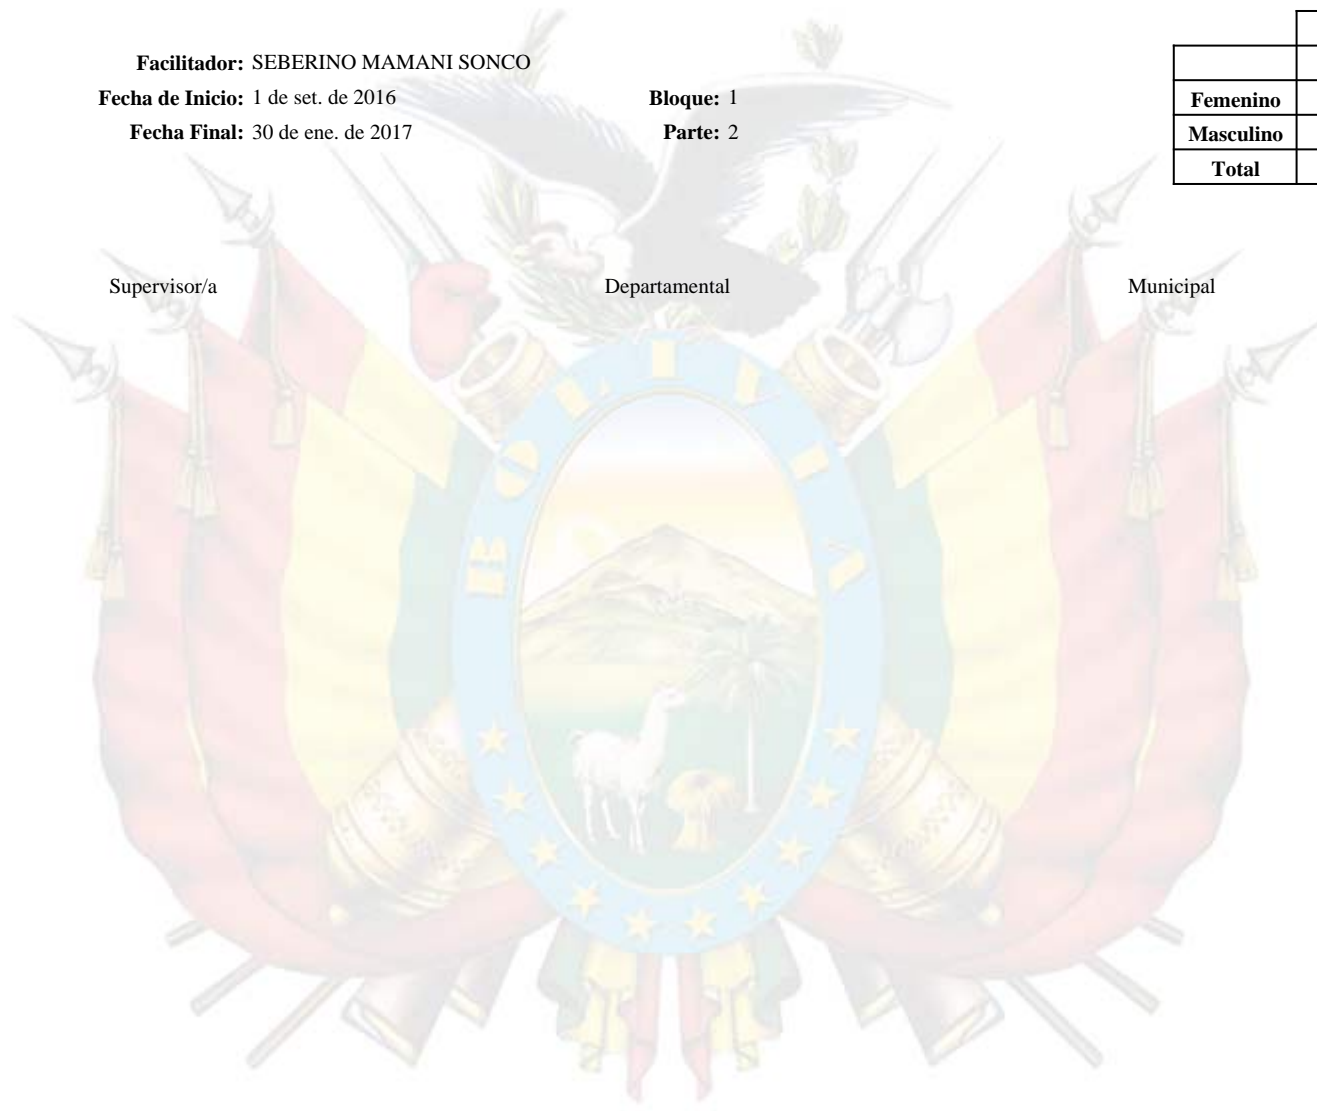 Facilitador: SEBERINO MAMANI SONCO
Fecha de Inicio: 1 de set. de 2016 Bloque: 1
Fecha Final: 30 de ene. de 2017 Parte: 2
Femenino
Masculino
Total
Supervisor/a Departamental Municipal
BOLIVIA